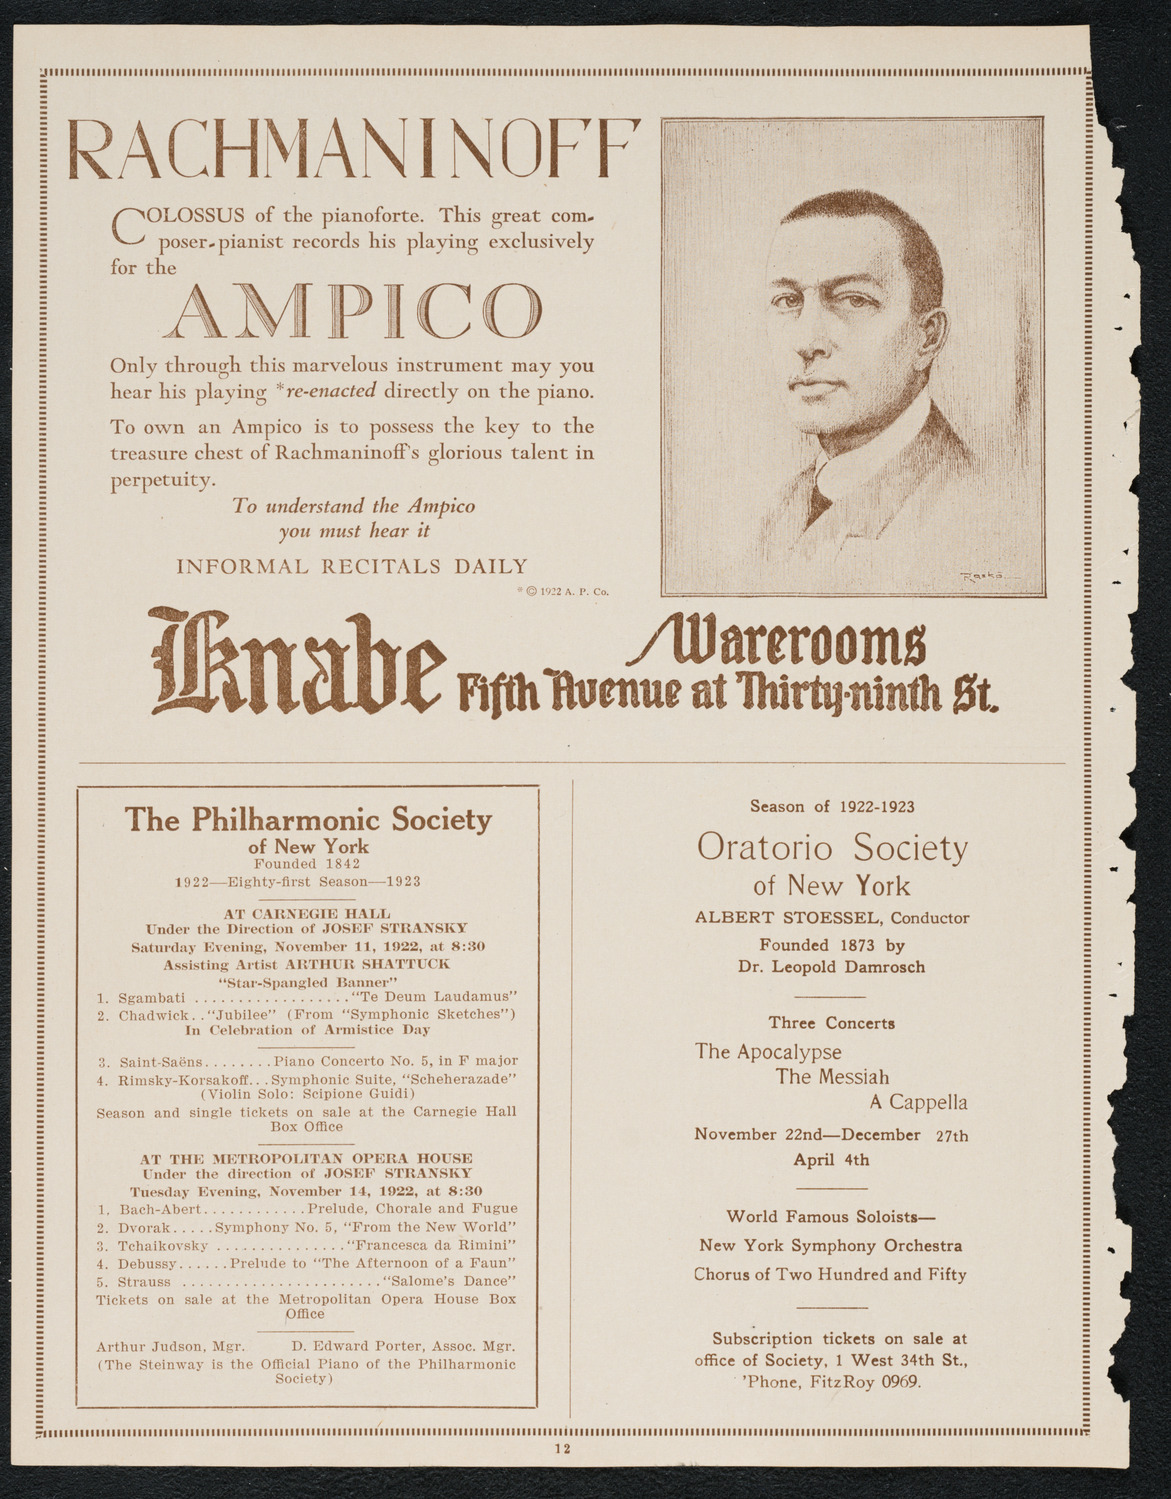 RACHMANINOFF
COLOSSUS of the pianoforte. This great com-
poser-pianist records his playing exclusively
for the
AMPICO
Only through this marvelous instrument may you
hear his playing *re-enacted directly on the piano.
To own an Ampico is to possess the key to the
treasure chest of Rachmaninoff's glorious talent in
perpetuity.
To understand the Ampico
you must hear it
INFORMAL RECITALS DAILY
* © 1922 A. P. Co.
Raskō
Knabe Warerooms
Fifth Avenue at Thirty-ninth St.
The Philharmonic Society
of New York
Founded 1842
1922—Eighty-first Season—1923
AT CARNEGIE HALL
Under the Direction of JOSEF STRANSKY
Saturday Evening, November 11, 1922, at 8:30
Assisting Artist ARTHUR SHATTUCK
"Star-Spangled Banner"
1. Sgambati .................."Te Deum Laudamus"
2. Chadwick.."Jubilee" (From "Symphonic Sketches")
In Celebration of Armistice Day
3. Saint-Saëns........Piano Concerto No. 5, in F major
4. Rimsky-Korsakoff...Symphonic Suite, "Scheherazade"
(Violin Solo: Scipione Guidi)
Season and single tickets on sale at the Carnegie Hall
Box Office
AT THE METROPOLITAN OPERA HOUSE
Under the direction of JOSEF STRANSKY
Tuesday Evening, November 14, 1922, at 8:30
1. Bach-Abert............Prelude, Chorale and Fugue
2. Dvorak.....Symphony No. 5, "From the New World"
3. Tchaikovsky ..............."Francesca da Rimini"
4. Debussy......Prelude to "The Afternoon of a Faun"
5. Strauss ......................."Salome's Dance"
Tickets on sale at the Metropolitan Opera House Box
Office
Arthur Judson, Mgr. D. Edward Porter, Assoc. Mgr.
(The Steinway is the Official Piano of the Philharmonic
Society)
Season of 1922-1923
Oratorio Society
of New York
ALBERT STOESSEL, Conductor
Founded 1873 by
Dr. Leopold Damrosch
Three Concerts
The Apocalypse
The Messiah
A Cappella
November 22nd—December 27th
April 4th
World Famous Soloists—
New York Symphony Orchestra
Chorus of Two Hundred and Fifty
Subscription tickets on sale at
office of Society, 1 West 34th St.,
'Phone, FitzRoy 0969.
12